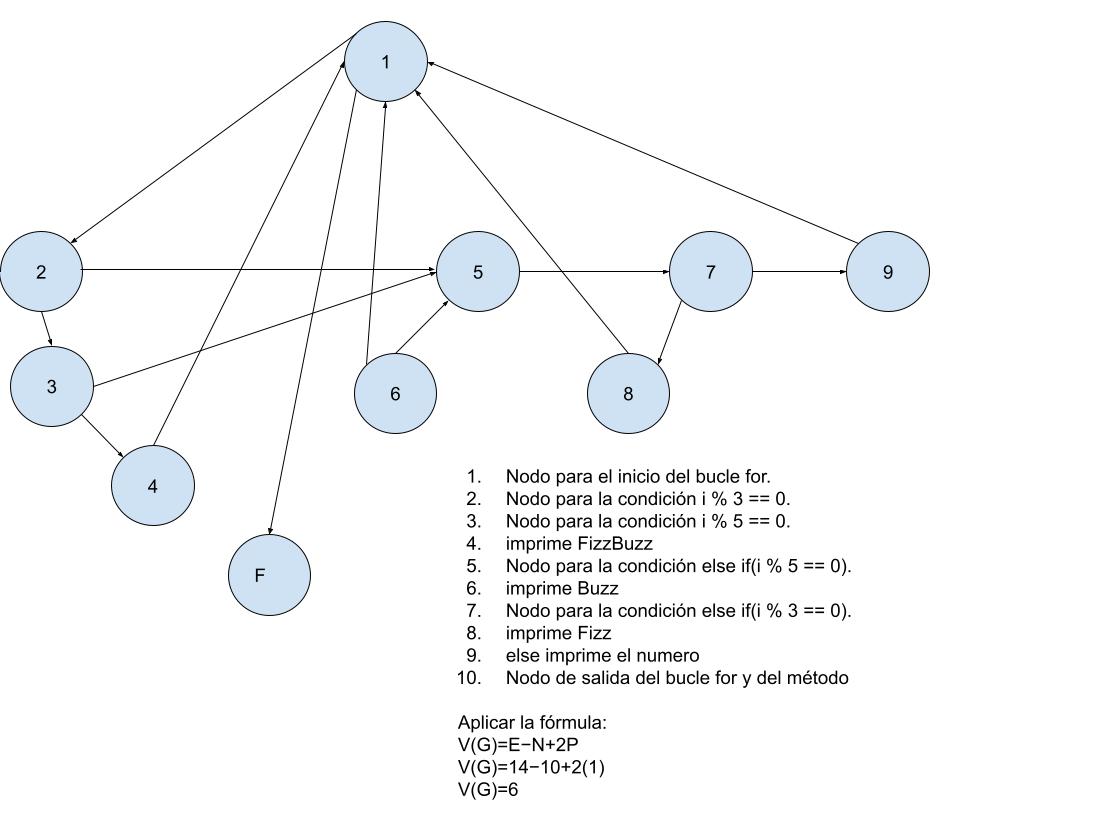 1
2
5
7
9
3
6
8
4
F
1. Nodo para el inicio del bucle for.
2. Nodo para la condición i % 3 == 0.
3. Nodo para la condición i % 5 == 0.
4. imprime FizzBuzz
5. Nodo para la condición else if(i % 5 == 0).
6. imprime Buzz
7. Nodo para la condición else if(i % 3 == 0).
8. imprime Fizz
9. else imprime el numero
10. Nodo de salida del bucle for y del método
Aplicar la fórmula:
V(G)=E−N+2P
V(G)=14−10+2(1)
V(G)=6